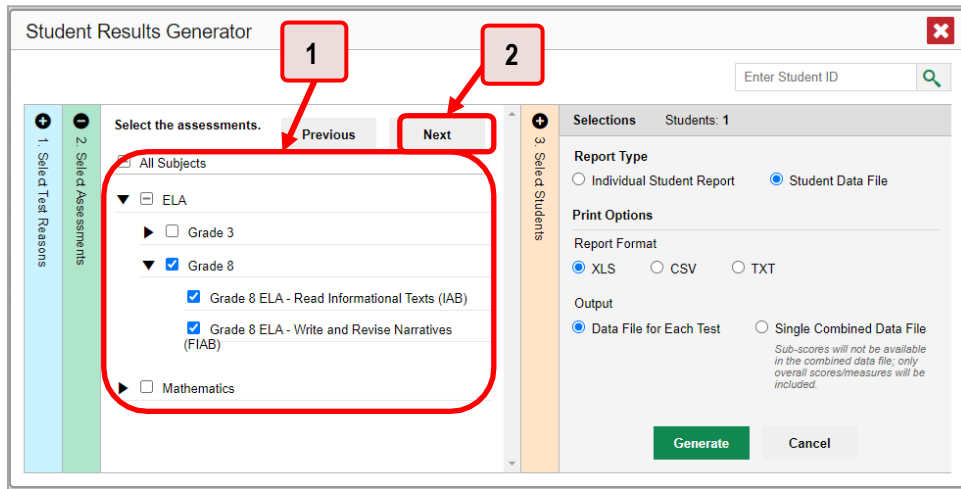 Student Results Generator
1
2
Enter Student ID
1. Select Test Reasons
2. Select Assessments
Select the assessments.
Previous
Next
All Subjects
ELA
Grade 3
Grade 8
Grade 8 ELA - Read Informational Texts (IAB)
Grade 8 ELA - Write and Revise Narratives
(FIAB)
Mathematics
3. Select Students
Selections Students: 1
Report Type
Individual Student Report Student Data File
Print Options
Report Format
XLS CSV TXT
Output
Data File for Each Test Single Combined Data File
Sub-scores will not be available
in the combined data file; only
overall scores/measures will be
included.
Generate Cancel